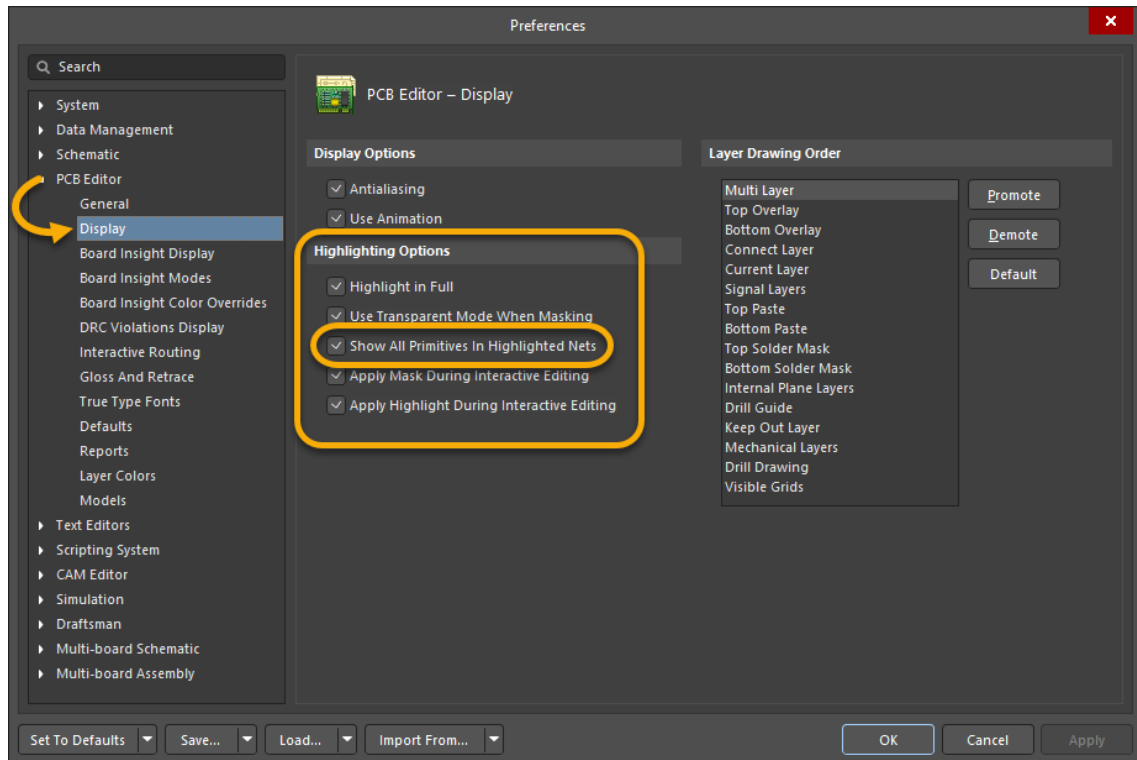 Preferences
Search
System
Data Management
Schematic
PCB Editor
General
Display
Board Insight Display
Board Insight Modes
Board Insight Color Overrides
DRC Violations Display
Interactive Routing
Gloss And Retrace
True Type Fonts
Defaults
Reports
Layer Colors
Models
Text Editors
Scripting System
CAM Editor
Simulation
Draftsman
Multi-board Schematic
Multi-board Assembly
PCB Editor – Display
Display Options
Antialiasing
Use Animation
Highlighting Options
Highlight in Full
Use Transparent Mode When Masking
Show All Primitives In Highlighted Nets
Apply Mask During Interactive Editing
Apply Highlight During Interactive Editing
Layer Drawing Order
Multi Layer
Top Overlay
Bottom Overlay
Connect Layer
Current Layer
Signal Layers
Top Paste
Bottom Paste
Top Solder Mask
Bottom Solder Mask
Internal Plane Layers
Drill Guide
Keep Out Layer
Mechanical Layers
Drill Drawing
Visible Grids
Promote
Demote
Default
Set To Defaults
Save...
Load...
Import From...
OK
Cancel
Apply